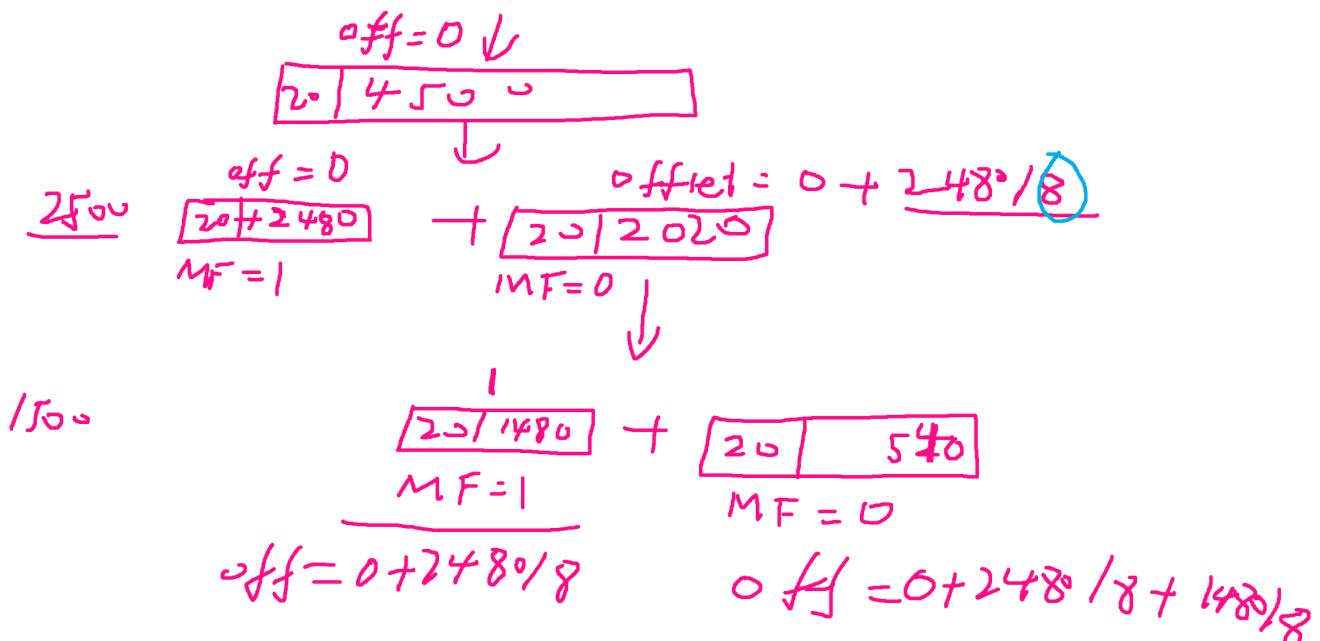 off=0
20 4500
off=0 offset=0+2480/8
2500 20+2480 + 20 2020
MF=1 MF=0
1
1500 20 1480 + 20 540
MF=1 MF=0
off=0+2480/8 off=0+2480/8+1480/8